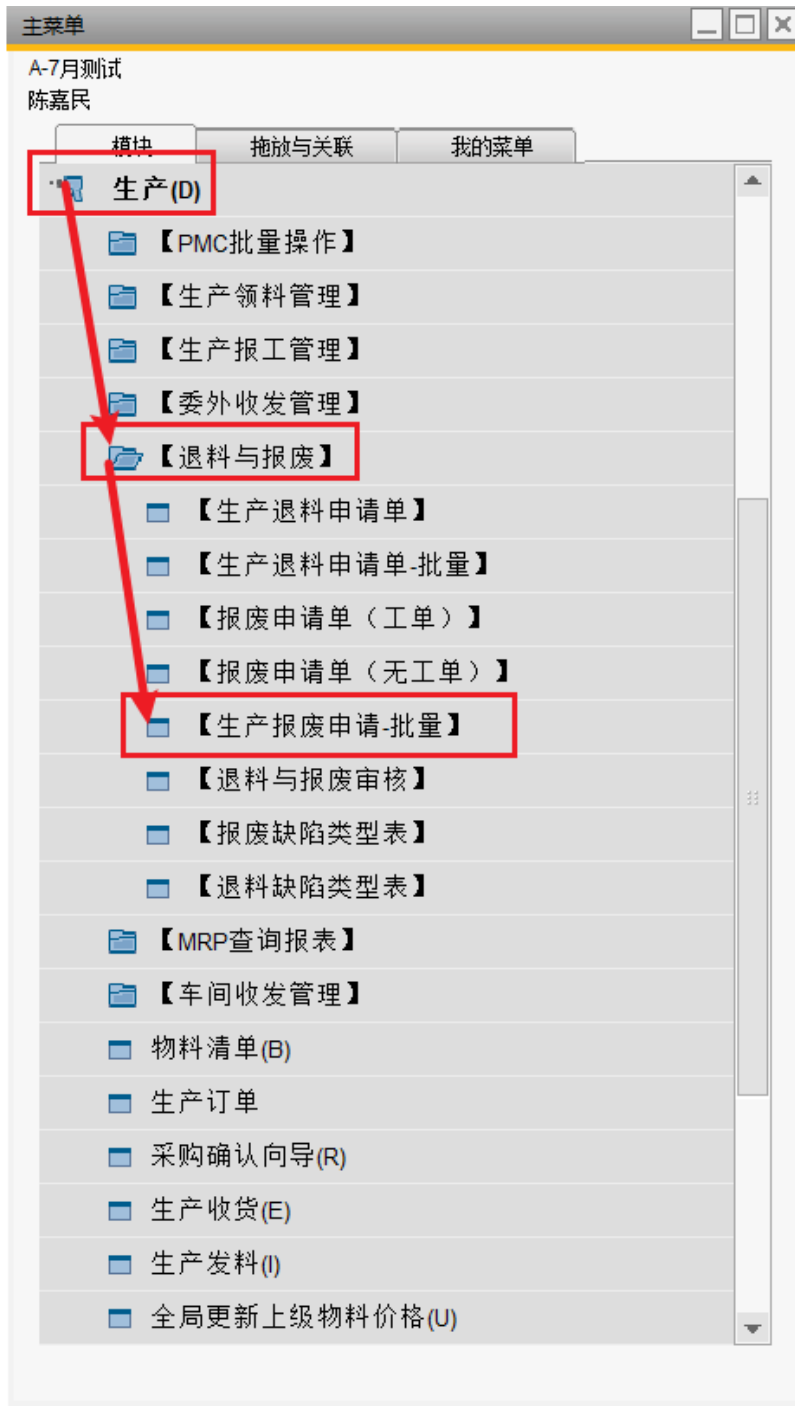 主菜单
A-7月测试
陈嘉民
模块 拖放与关联 我的菜单
生产(D)
【PMC批量操作】
【生产领料管理】
【生产报工管理】
【委外收发管理】
【退料与报废】
【生产退料申请单】
【生产退料申请单-批量】
【报废申请单（工单）】
【报废申请单（无工单）】
【生产报废申请-批量】
【退料与报废审核】
【报废缺陷类型表】
【退料缺陷类型表】
【MRP查询报表】
【车间收发管理】
物料清单(B)
生产订单
采购确认向导(R)
生产收货(E)
生产发料(I)
全局更新上级物料价格(U)